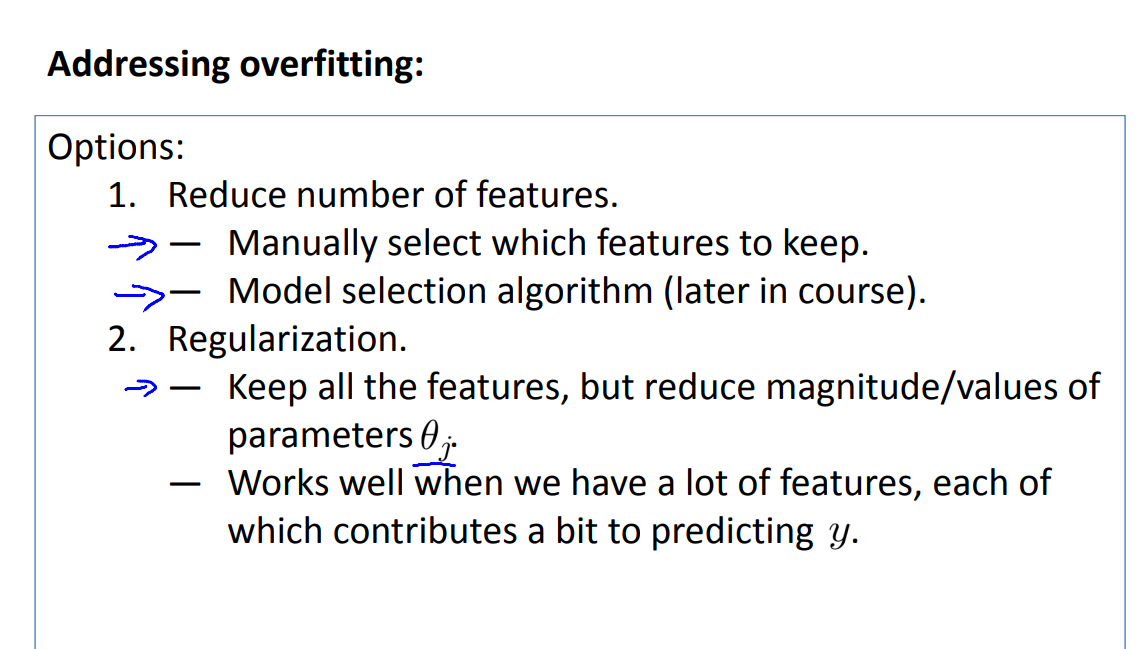 Addressing overfitting:
Options:
1. Reduce number of features.
— Manually select which features to keep.
— Model selection algorithm (later in course).
2. Regularization.
— Keep all the features, but reduce magnitude/values of
parameters θⱼ.
— Works well when we have a lot of features, each of
which contributes a bit to predicting y.